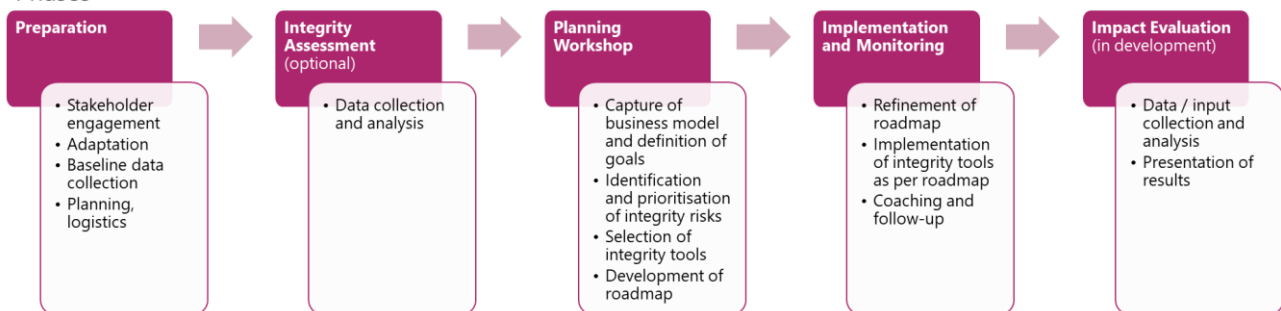 Phases
Preparation
• Stakeholder
engagement
• Adaptation
• Baseline data
collection
• Planning,
logistics
Integrity
Assessment
(optional)
• Data collection
and analysis
Planning
Workshop
• Capture of
business model
and definition of
goals
• Identification
and prioritisation
of integrity risks
• Selection of
integrity tools
• Development of
roadmap
Implementation
and Monitoring
• Refinement of
roadmap
• Implementation
of integrity tools
as per roadmap
• Coaching and
follow-up
Impact Evaluation
(in development)
• Data / input
collection and
analysis
• Presentation of
results